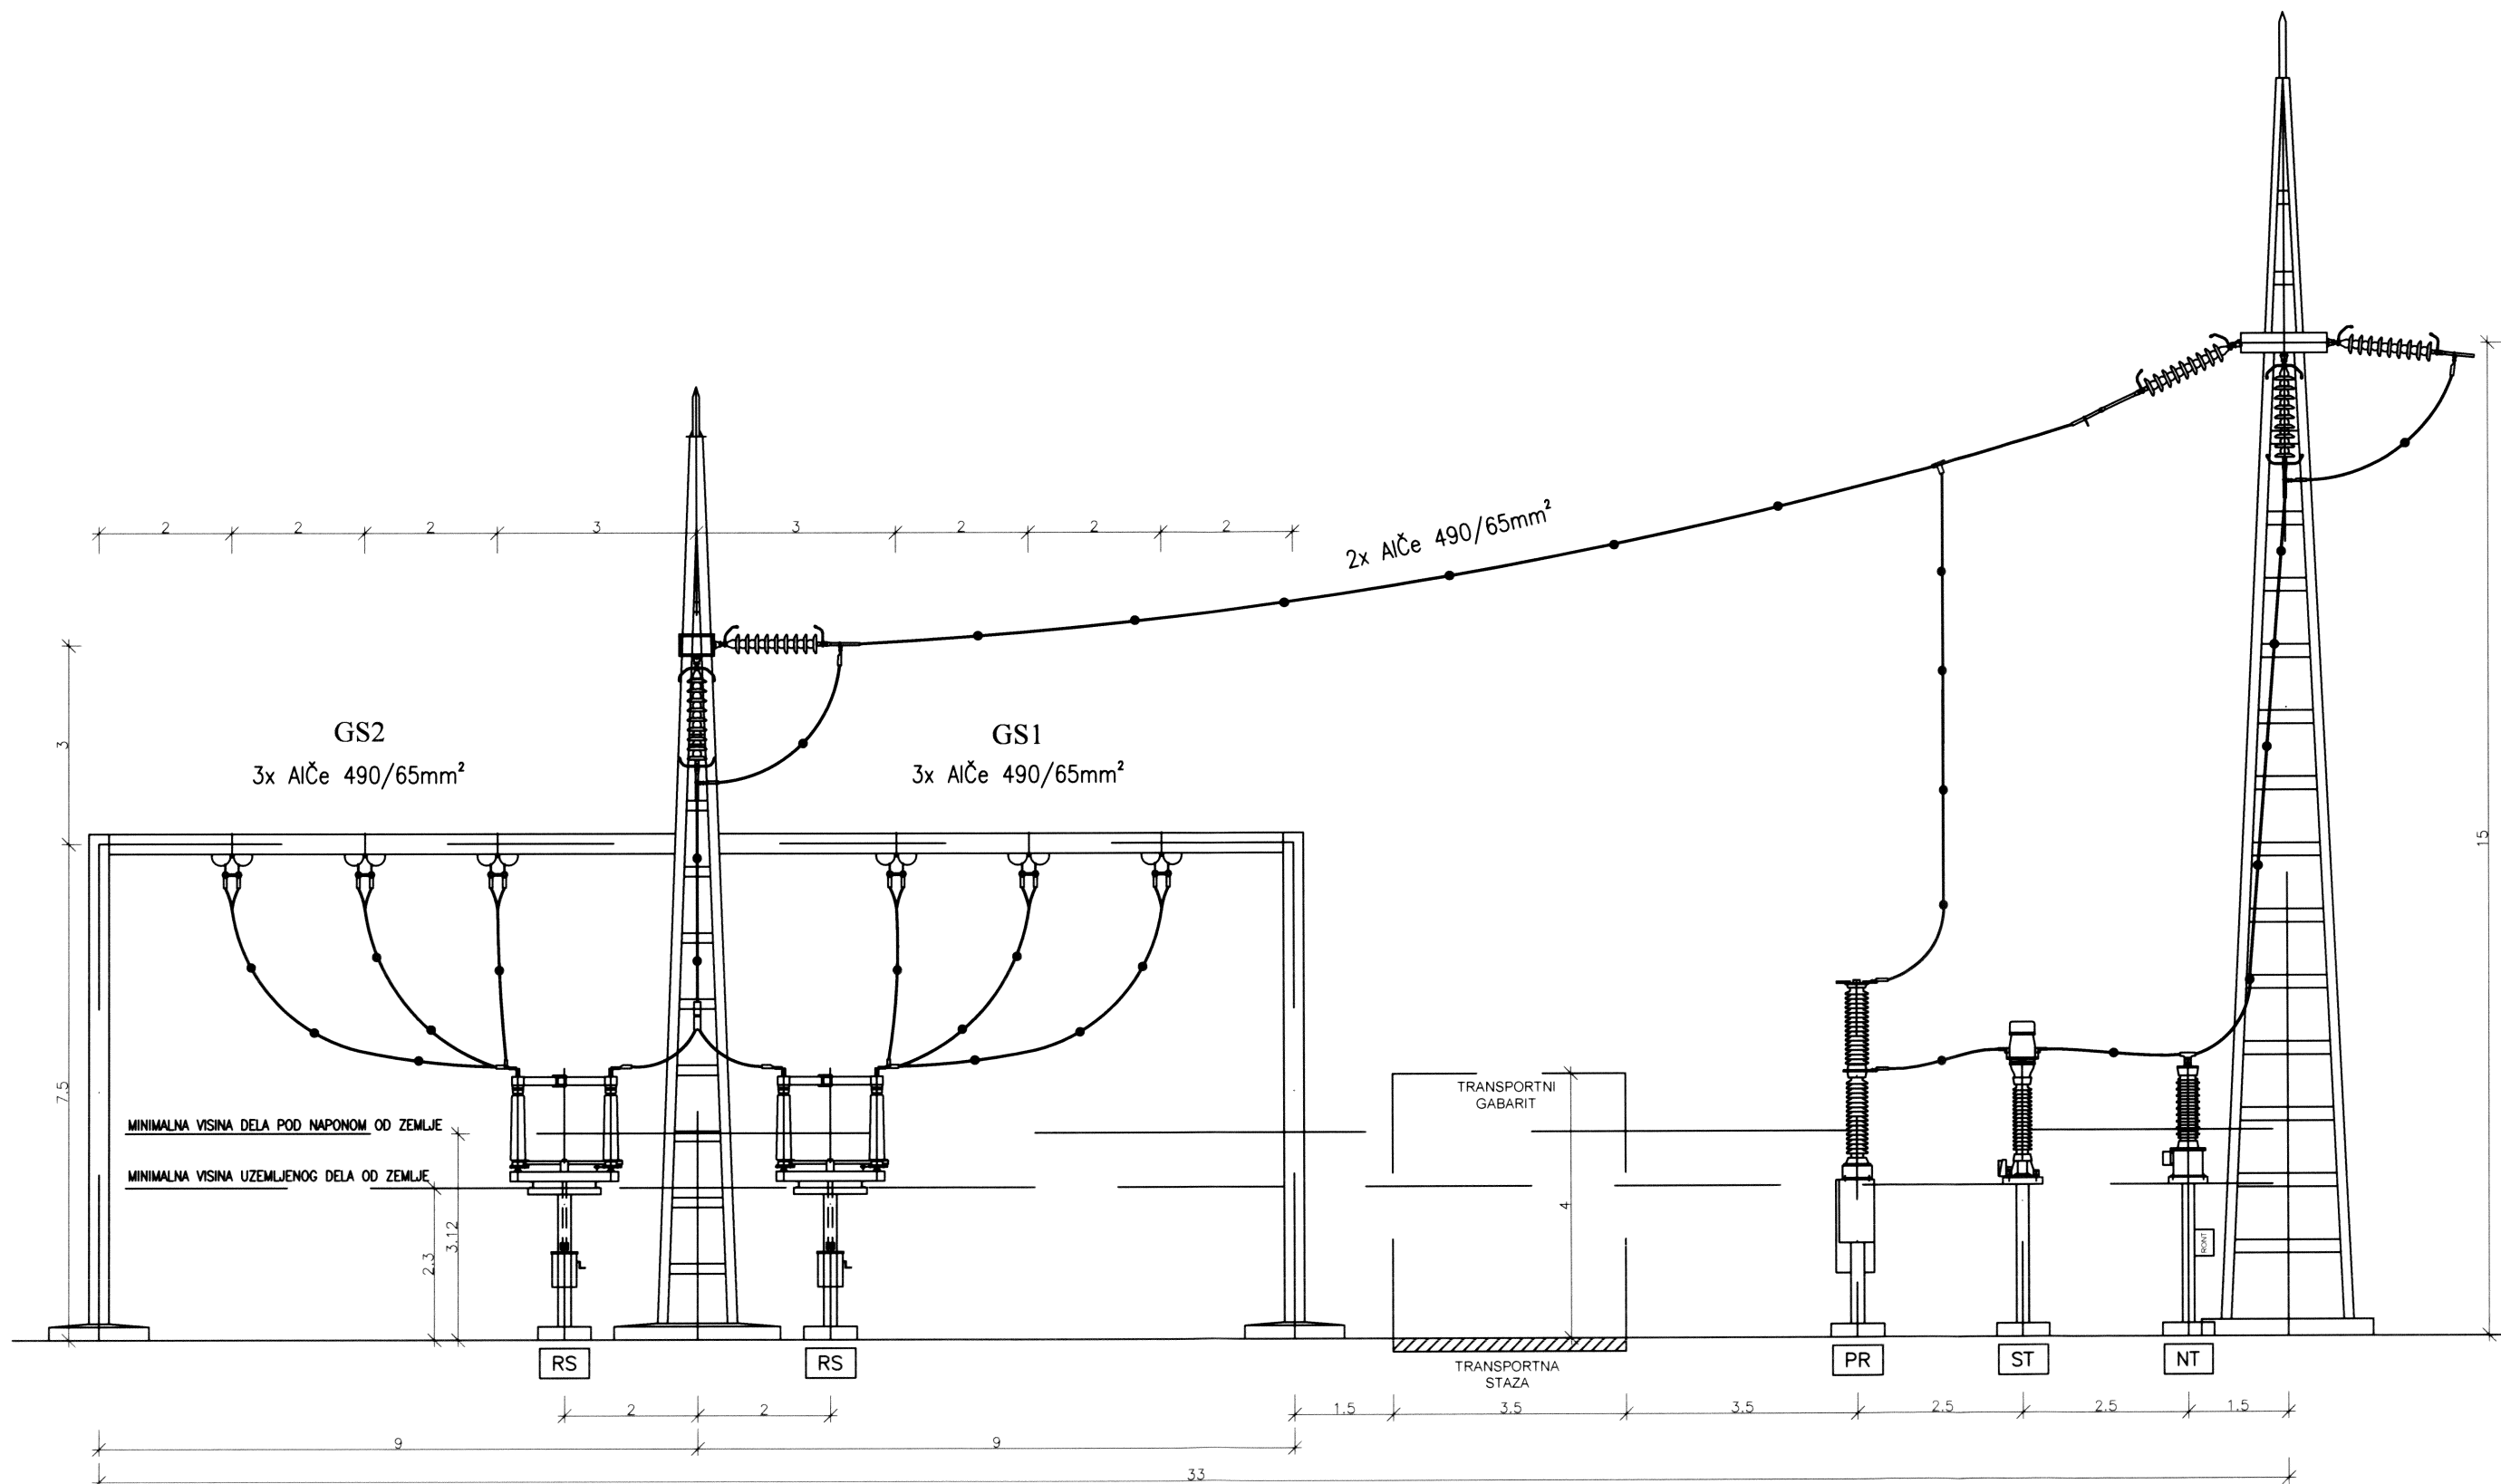 2 2 2 3 3 2 2 2
2x AlČe 490/65mm²
GS2
3x AlČe 490/65mm²
GS1
3x AlČe 490/65mm²
3
7.5
15
MINIMALNA VISINA DELA POD NAPONOM OD ZEMLJE
MINIMALNA VISINA UZEMLJENOG DELA OD ZEMLJE
2.3
3.12
TRANSPORTNI
GABARIT
4
RONT
RS
RS
TRANSPORTNA
STAZA
PR
ST
NT
2 2 1.5 3.5 3.5 2.5 2.5 1.5
9 9
33